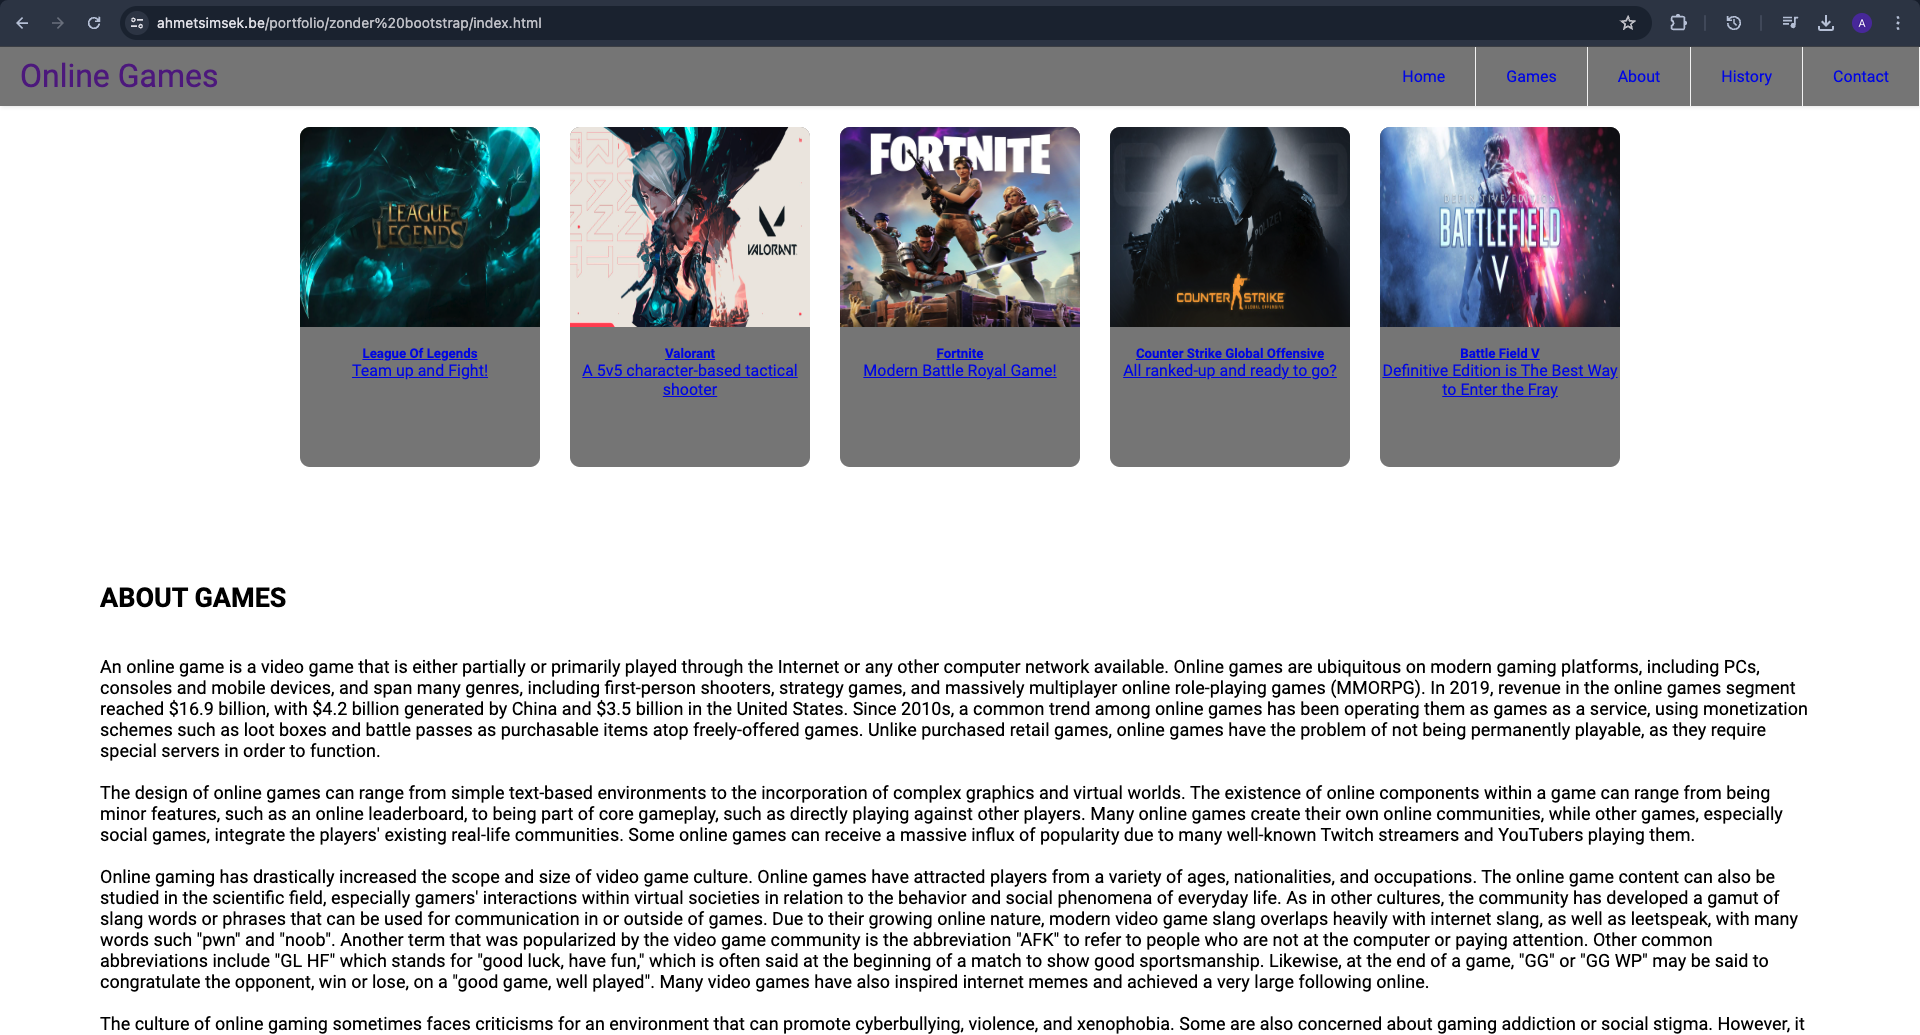 ahmetsimsek.be/portfolio/zonder%20bootstrap/index.html
A
Online Games
Home
Games
About
History
Contact
LEAGUE
OF
LEGENDS
VALORANT
FORTNITE
POLIZEI
COUNTER STRIKE
GLOBAL OFFENSIVE
DEFINITIVE EDITION
BATTLEFIELD
V
League Of Legends
Team up and Fight!
Valorant
A 5v5 character-based tactical
shooter
Fortnite
Modern Battle Royal Game!
Counter Strike Global Offensive
All ranked-up and ready to go?
Battle Field V
Definitive Edition is The Best Way
to Enter the Fray
ABOUT GAMES
An online game is a video game that is either partially or primarily played through the Internet or any other computer network available. Online games are ubiquitous on modern gaming platforms, including PCs,
consoles and mobile devices, and span many genres, including first-person shooters, strategy games, and massively multiplayer online role-playing games (MMORPG). In 2019, revenue in the online games segment
reached $16.9 billion, with $4.2 billion generated by China and $3.5 billion in the United States. Since 2010s, a common trend among online games has been operating them as games as a service, using monetization
schemes such as loot boxes and battle passes as purchasable items atop freely-offered games. Unlike purchased retail games, online games have the problem of not being permanently playable, as they require
special servers in order to function.
The design of online games can range from simple text-based environments to the incorporation of complex graphics and virtual worlds. The existence of online components within a game can range from being
minor features, such as an online leaderboard, to being part of core gameplay, such as directly playing against other players. Many online games create their own online communities, while other games, especially
social games, integrate the players' existing real-life communities. Some online games can receive a massive influx of popularity due to many well-known Twitch streamers and YouTubers playing them.
Online gaming has drastically increased the scope and size of video game culture. Online games have attracted players from a variety of ages, nationalities, and occupations. The online game content can also be
studied in the scientific field, especially gamers' interactions within virtual societies in relation to the behavior and social phenomena of everyday life. As in other cultures, the community has developed a gamut of
slang words or phrases that can be used for communication in or outside of games. Due to their growing online nature, modern video game slang overlaps heavily with internet slang, as well as leetspeak, with many
words such "pwn" and "noob". Another term that was popularized by the video game community is the abbreviation "AFK" to refer to people who are not at the computer or paying attention. Other common
abbreviations include "GL HF" which stands for "good luck, have fun," which is often said at the beginning of a match to show good sportsmanship. Likewise, at the end of a game, "GG" or "GG WP" may be said to
congratulate the opponent, win or lose, on a "good game, well played". Many video games have also inspired internet memes and achieved a very large following online.
The culture of online gaming sometimes faces criticisms for an environment that can promote cyberbullying, violence, and xenophobia. Some are also concerned about gaming addiction or social stigma. However, it